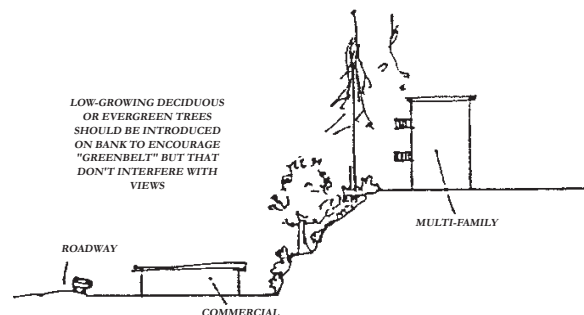 LOW-GROWING DECIDUOUS
OR EVERGREEN TREES
SHOULD BE INTRODUCED
ON BANK TO ENCOURAGE
"GREENBELT" BUT THAT
DON'T INTERFERE WITH
VIEWS
MULTI-FAMILY
ROADWAY
COMMERCIAL